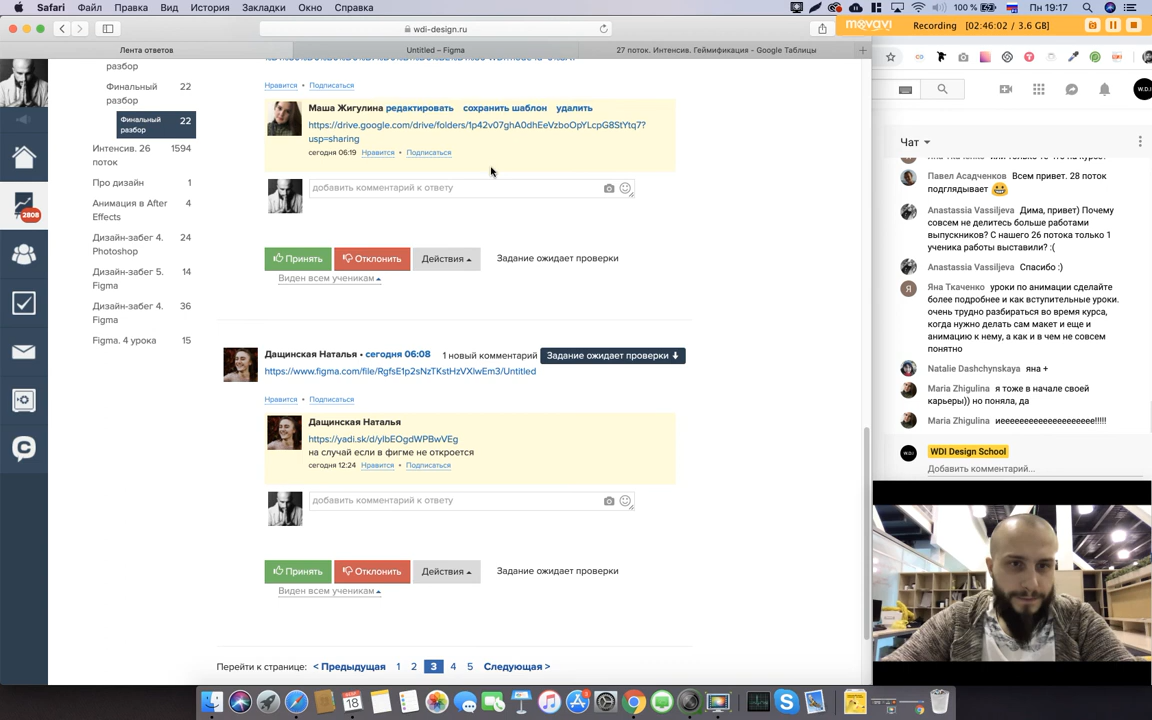 Safari Файл Правка Вид История Закладки Окно Справка
100 % Пн 19:17
wdi-design.ru
movavi Recording [ 02:46:02 / 3.6 GB ]
Лента ответов Untitled – Figma 27 поток. Интенсив. Геймификация - Google Таблицы
разбор
Финальный 22
разбор
Финальный 22
разбор
Интенсив. 26 1594
поток
Про дизайн 1
Анимация в After 4
Effects
Дизайн-забег 4. 24
Photoshop
Дизайн-забег 5. 14
Figma
Дизайн-забег 4. 36
Figma
Figma. 4 урока 15
2808
Нравится • Подписаться
Маша Жигулина редактировать сохранить шаблон удалить
https://drive.google.com/drive/folders/1p42v07ghA0dhEeVzboOpYLcpG8StYtq7?
usp=sharing
сегодня 06:19 Нравится • Подписаться
добавить комментарий к ответу
Принять Отклонить Действия Задание ожидает проверки
Виден всем ученикам
Дащинская Наталья • сегодня 06:08 1 новый комментарий Задание ожидает проверки
https://www.figma.com/file/RgfsE1p2sNzTKstHzVXlwEm3/Untitled
Нравится • Подписаться
Дащинская Наталья
https://yadi.sk/d/ylbEOgdWPBwVEg
на случай если в фигме не откроется
сегодня 12:24 Нравится • Подписаться
добавить комментарий к ответу
Принять Отклонить Действия Задание ожидает проверки
Виден всем ученикам
Перейти к странице: < Предыдущая 1 2 3 4 5 Следующая >
Чат
Павел Асадченков Всем привет. 28 поток
подглядывает
Anastassia Vassiljeva Дима, привет) Почему
совсем не делитесь больше работами
выпускников? С нашего 26 потока только 1
ученика работы выставили? :(
Anastassia Vassiljeva Спасибо :)
Яна Ткаченко уроки по анимации сделайте
более подробнее и как вступительные уроки.
очень трудно разбираться во время курса,
когда нужно делать сам макет и еще и
анимацию к нему, а как и в чем не совсем
понятно
Natalie Dashchynskaya яна +
Maria Zhigulina я тоже в начале своей
карьеры)) но поняла, да
Maria Zhigulina иеееееееееееееееееееее!!!!!
WDI Design School
Добавить комментарий...